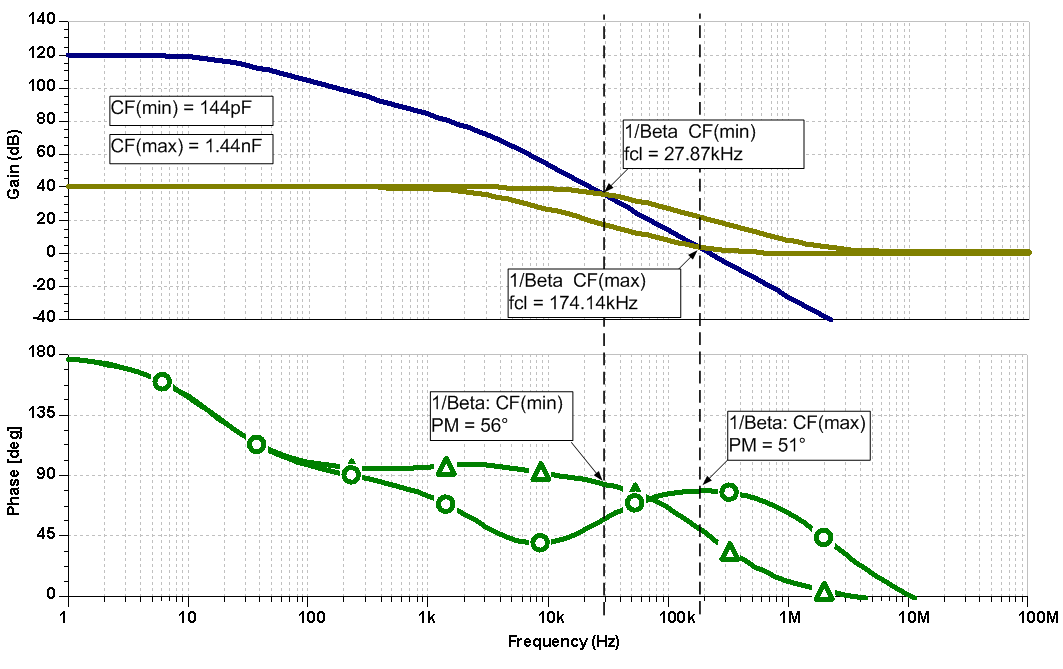 140
120
100
80
60
40
20
0
-20
-40
Gain (dB)
CF(min) = 144pF
CF(max) = 1.44nF
1/Beta CF(min)
fcl = 27.87kHz
1/Beta CF(max)
fcl = 174.14kHz
180
135
90
45
0
Phase [deg]
1/Beta: CF(min)
PM = 56°
1/Beta: CF(max)
PM = 51°
1 10 100 1k 10k 100k 1M 10M 100M
Frequency (Hz)